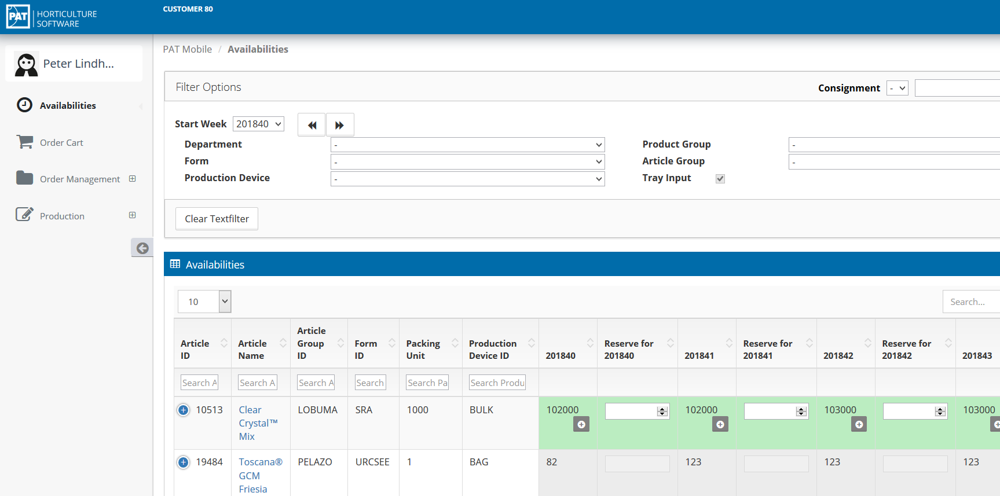 PAT
HORTICULTURE
SOFTWARE
CUSTOMER 80
Peter Lindh...
Availabilities
Order Cart
Order Management
Production
PAT Mobile / Availabilities
Filter Options
Consignment -
Start Week 201840
Department -
Product Group -
Form -
Article Group -
Production Device -
Tray Input
Clear Textfilter
Availabilities
10
Search...
Article ID Article Name Article Group ID Form ID Packing Unit Production Device ID 201840 Reserve for 201840 201841 Reserve for 201841 201842 Reserve for 201842 201843
Search A Search A Search A Search Search Pa Search Produ
10513 Clear Crystal™ Mix LOBUMA SRA 1000 BULK 102000 102000 103000 103000
19484 Toscana® GCM Friesia PELAZO URCSEE 1 BAG 82 123 123 123